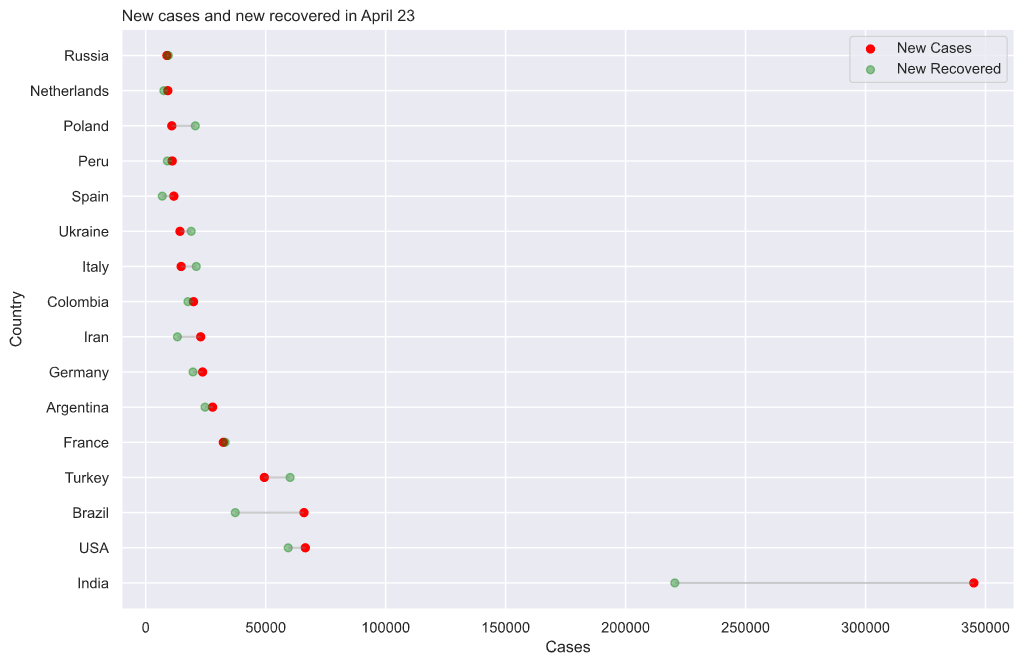 New cases and new recovered in April 23
New Cases
New Recovered
Country
Russia
Netherlands
Poland
Peru
Spain
Ukraine
Italy
Colombia
Iran
Germany
Argentina
France
Turkey
Brazil
USA
India
0 50000 100000 150000 200000 250000 300000 350000
Cases